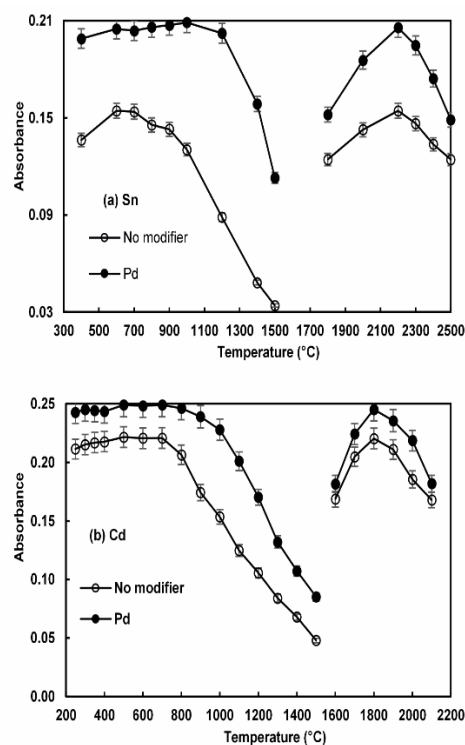 0.21
0.15
0.09
0.03
Absorbance
(a) Sn
No modifier
Pd
300 500 700 900 1100 1300 1500 1700 1900 2100 2300 2500
Temperature (°C)
0.25
0.20
0.15
0.10
0.05
0.00
Absorbance
(b) Cd
No modifier
Pd
200 400 600 800 1000 1200 1400 1600 1800 2000 2200
Temperature (°C)